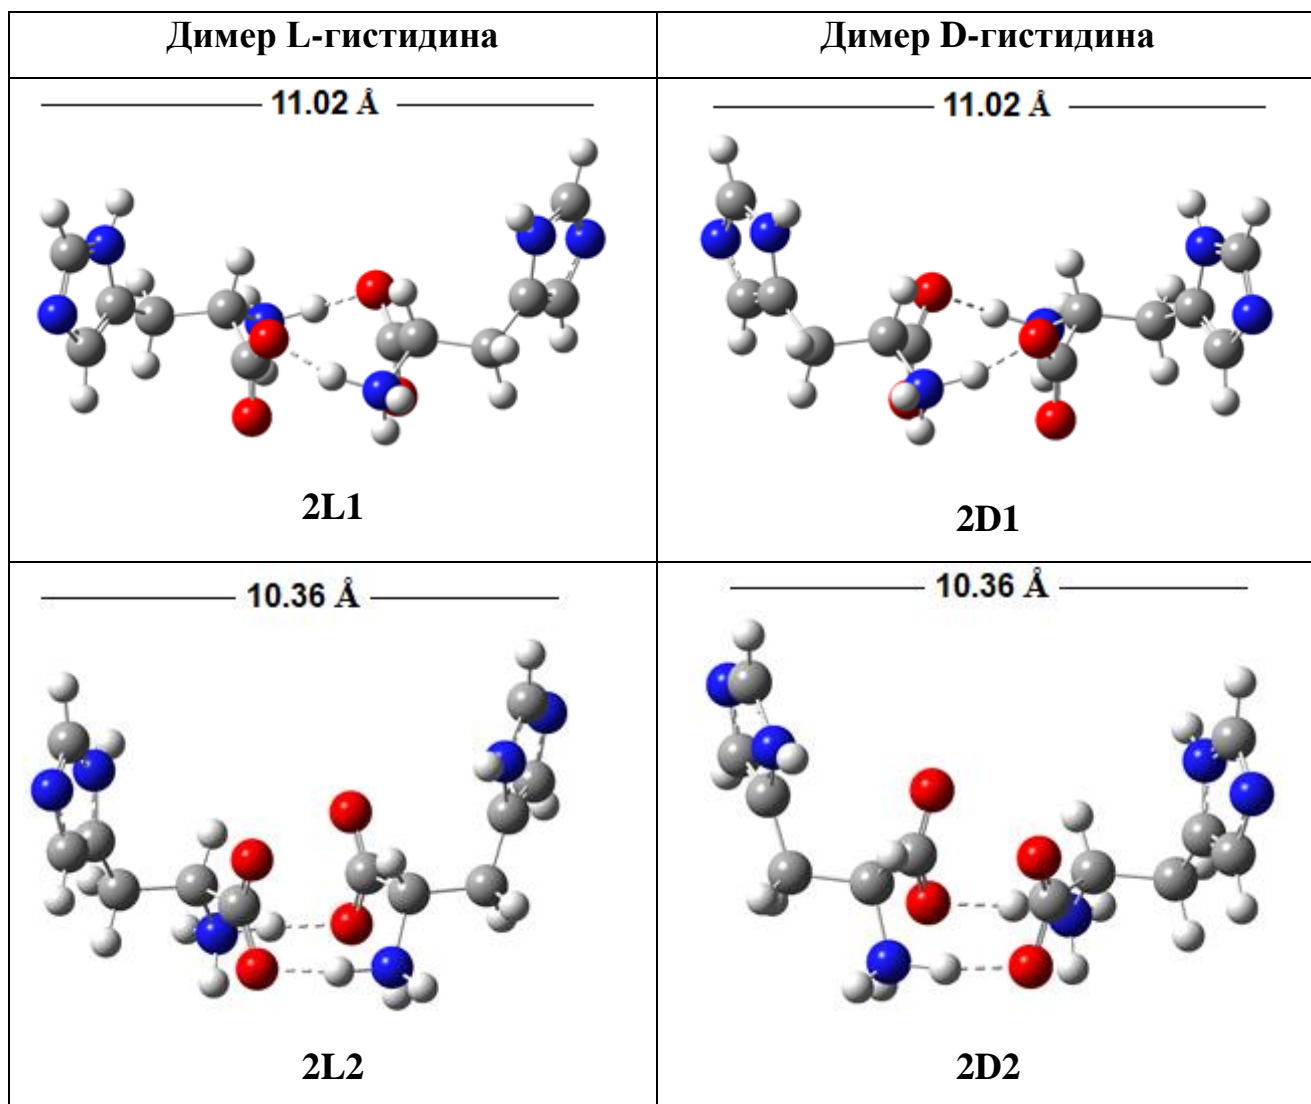 Димер L-гистидина
Димер D-гистидина
11.02 Å
11.02 Å
2L1
2D1
10.36 Å
10.36 Å
2L2
2D2